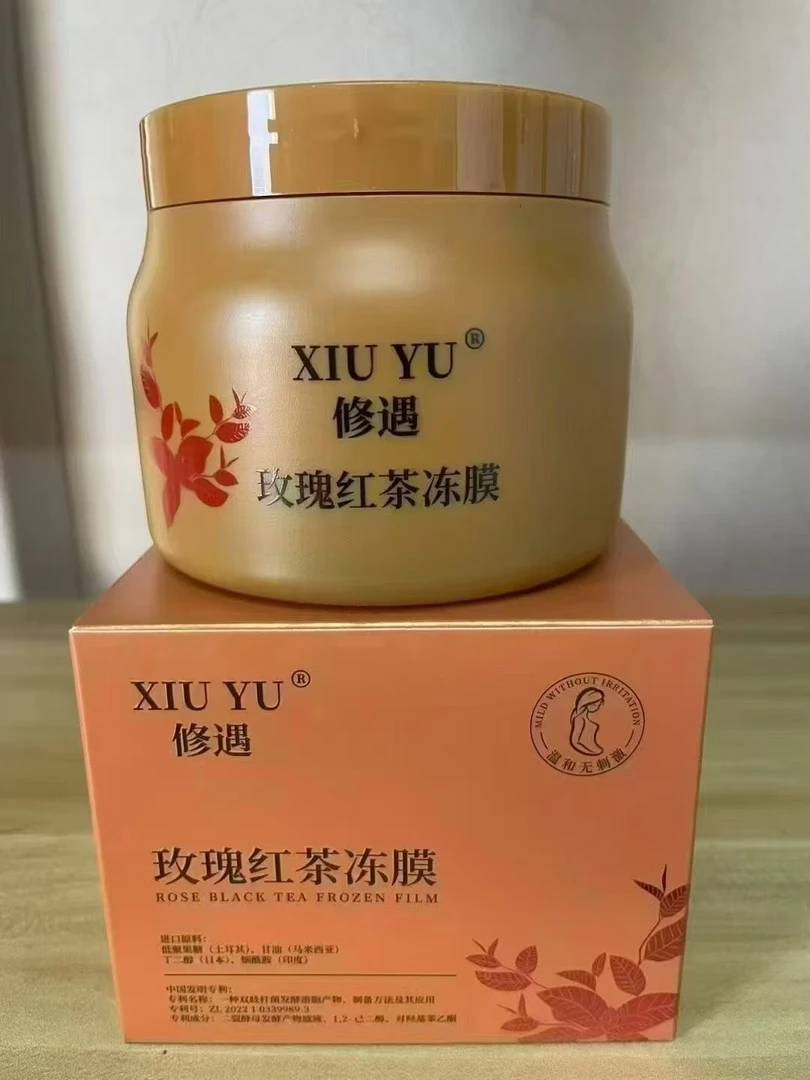 XIU YU®
修遇
玫瑰红茶冻膜
XIU YU®
修遇
MILD WITHOUT IRRITATION
温和无刺激
玫瑰红茶冻膜
ROSE BLACK TEA FROZEN FILM
进口原料：
低聚果糖（土耳其）、甘油（马来西亚）
丁二醇（日本）、烟酰胺（印度）
中国发明专利：
专利名称：一种双歧杆菌发酵溶胞产物、制备方法及其应用
专利号：ZL 2022 1 0339989.3
专利成分：二裂酵母发酵产物滤液、1,2-己二醇、对羟基苯乙酮